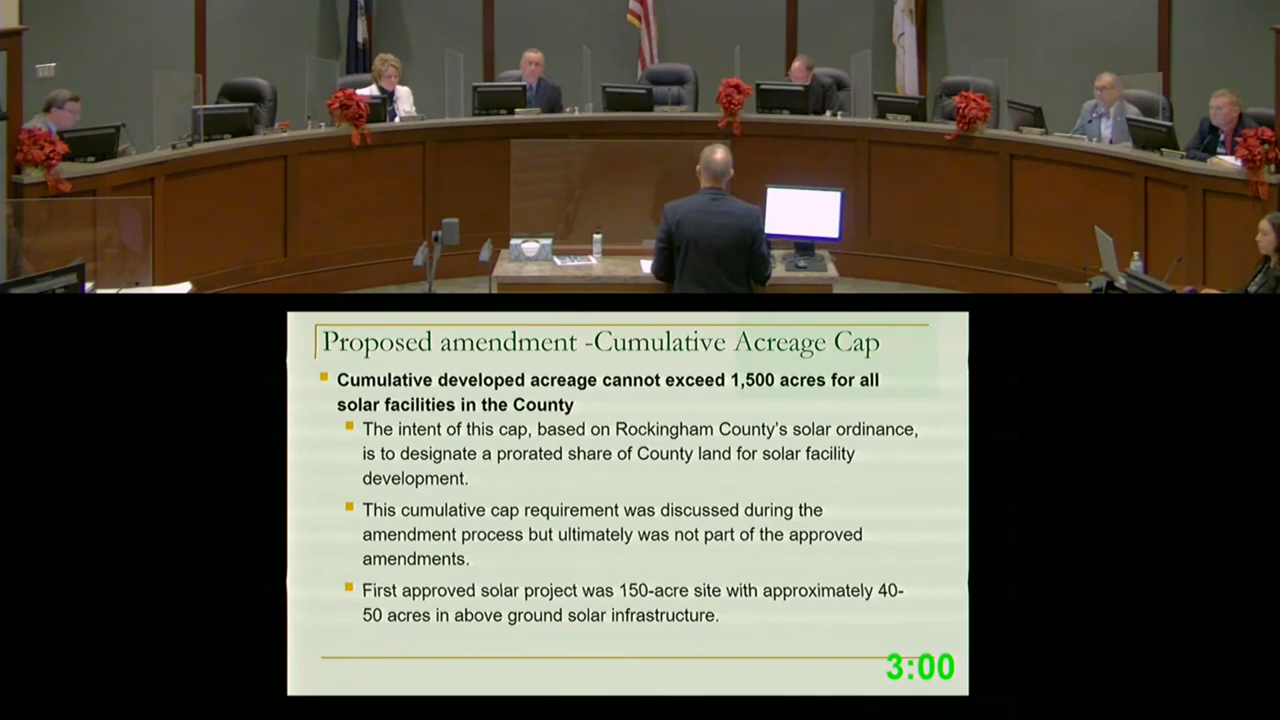 Proposed amendment -Cumulative Acreage Cap
Cumulative developed acreage cannot exceed 1,500 acres for all
solar facilities in the County
The intent of this cap, based on Rockingham County's solar ordinance,
is to designate a prorated share of County land for solar facility
development.
This cumulative cap requirement was discussed during the
amendment process but ultimately was not part of the approved
amendments.
First approved solar project was 150-acre site with approximately 40-
50 acres in above ground solar infrastructure.
3:00